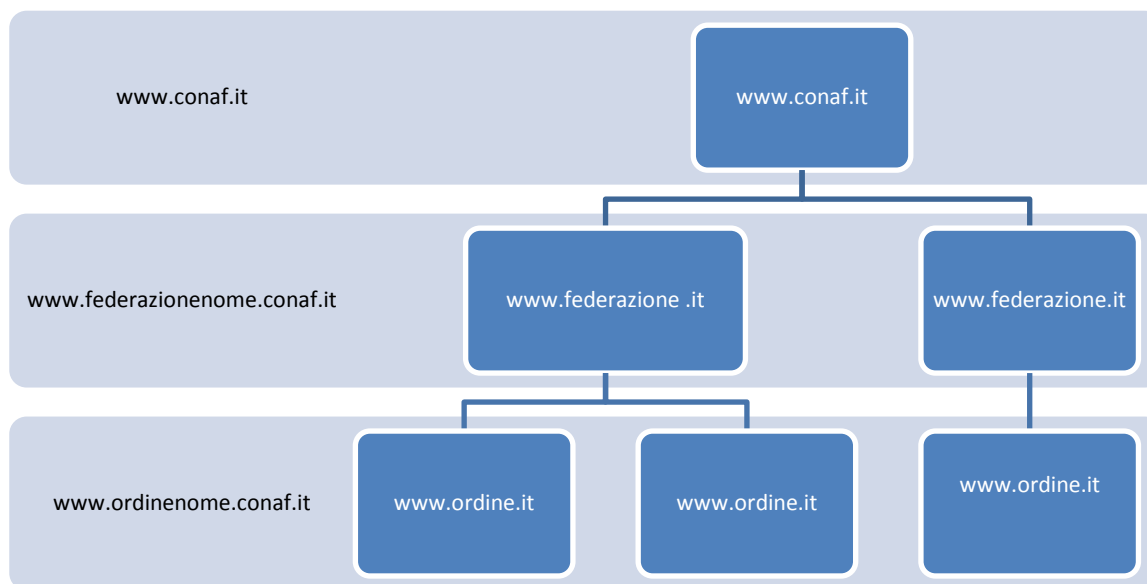 www.conaf.it
www.conaf.it
www.federazionenome.conaf.it
www.federazione .it
www.federazione.it
www.ordinenome.conaf.it
www.ordine.it
www.ordine.it
www.ordine.it